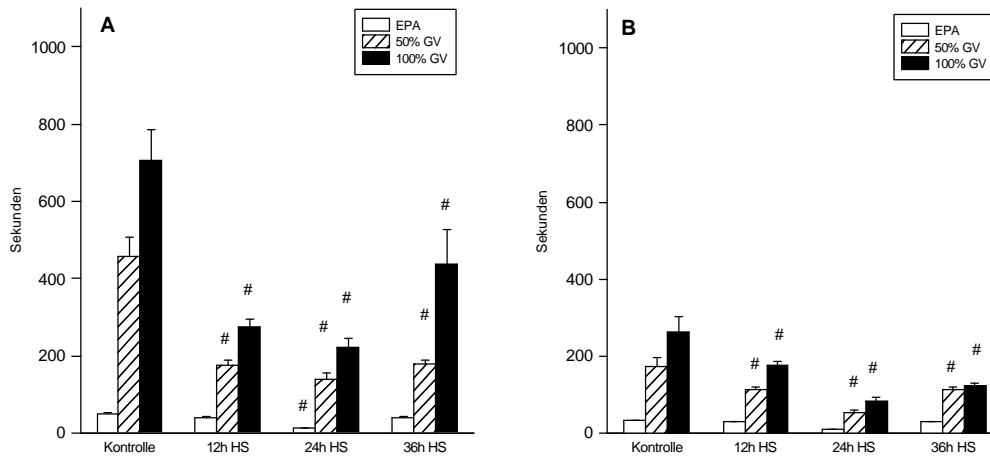 A
EPA
50% GV
100% GV
1000
800
600
400
200
0
Sekunden
# # # # # # #
Kontrolle 12h HS 24h HS 36h HS
B
EPA
50% GV
100% GV
1000
800
600
400
200
0
Sekunden
# # # # # #
Kontrolle 12h HS 24h HS 36h HS